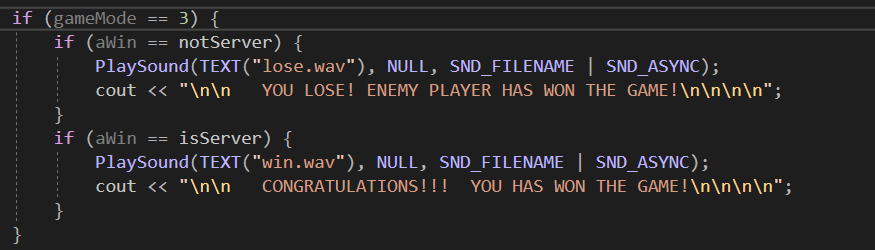 if (gameMode == 3) {
if (aWin == notServer) {
PlaySound(TEXT("lose.wav"), NULL, SND_FILENAME | SND_ASYNC);
cout << "\n\n   YOU LOSE! ENEMY PLAYER HAS WON THE GAME!\n\n\n\n";
}
if (aWin == isServer) {
PlaySound(TEXT("win.wav"), NULL, SND_FILENAME | SND_ASYNC);
cout << "\n\n   CONGRATULATIONS!!!  YOU HAS WON THE GAME!\n\n\n\n";
}
}